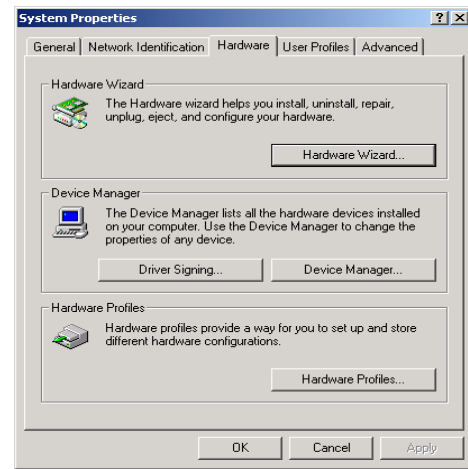 System Properties
General Network Identification Hardware User Profiles Advanced
Hardware Wizard
The Hardware wizard helps you install, uninstall, repair,
unplug, eject, and configure your hardware.
Hardware Wizard...
Device Manager
The Device Manager lists all the hardware devices installed
on your computer. Use the Device Manager to change the
properties of any device.
Driver Signing... Device Manager...
Hardware Profiles
Hardware profiles provide a way for you to set up and store
different hardware configurations.
Hardware Profiles...
OK Cancel Apply